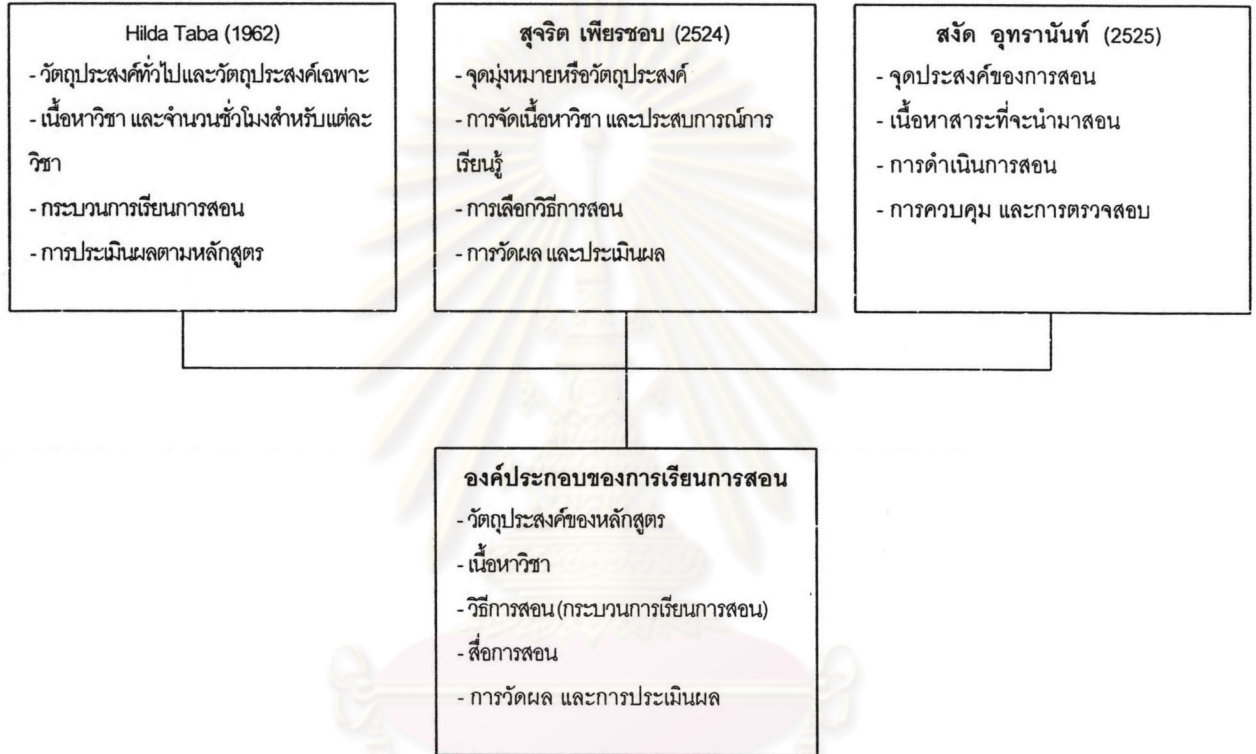 Hilda Taba (1962)
- วัตถุประสงค์ทั่วไปและวัตถุประสงค์เฉพาะ
- เนื้อหาวิชา และจำนวนชั่วโมงสำหรับแต่ละ
วิชา
- กระบวนการเรียนการสอน
- การประเมินผลตามหลักสูตร
สุจริต เพียรชอบ (2524)
- จุดมุ่งหมายหรือวัตถุประสงค์
- การจัดเนื้อหาวิชา และประสบการณ์การ
เรียนรู้
- การเลือกวิธีการสอน
- การวัดผล และประเมินผล
สงัด อุทรานันท์ (2525)
- จุดประสงค์ของการสอน
- เนื้อหาสาระที่จะนำมาสอน
- การดำเนินการสอน
- การควบคุม และการตรวจสอบ
องค์ประกอบของการเรียนการสอน
- วัตถุประสงค์ของหลักสูตร
- เนื้อหาวิชา
- วิธีการสอน (กระบวนการเรียนการสอน)
- สื่อการสอน
- การวัดผล และการประเมินผล